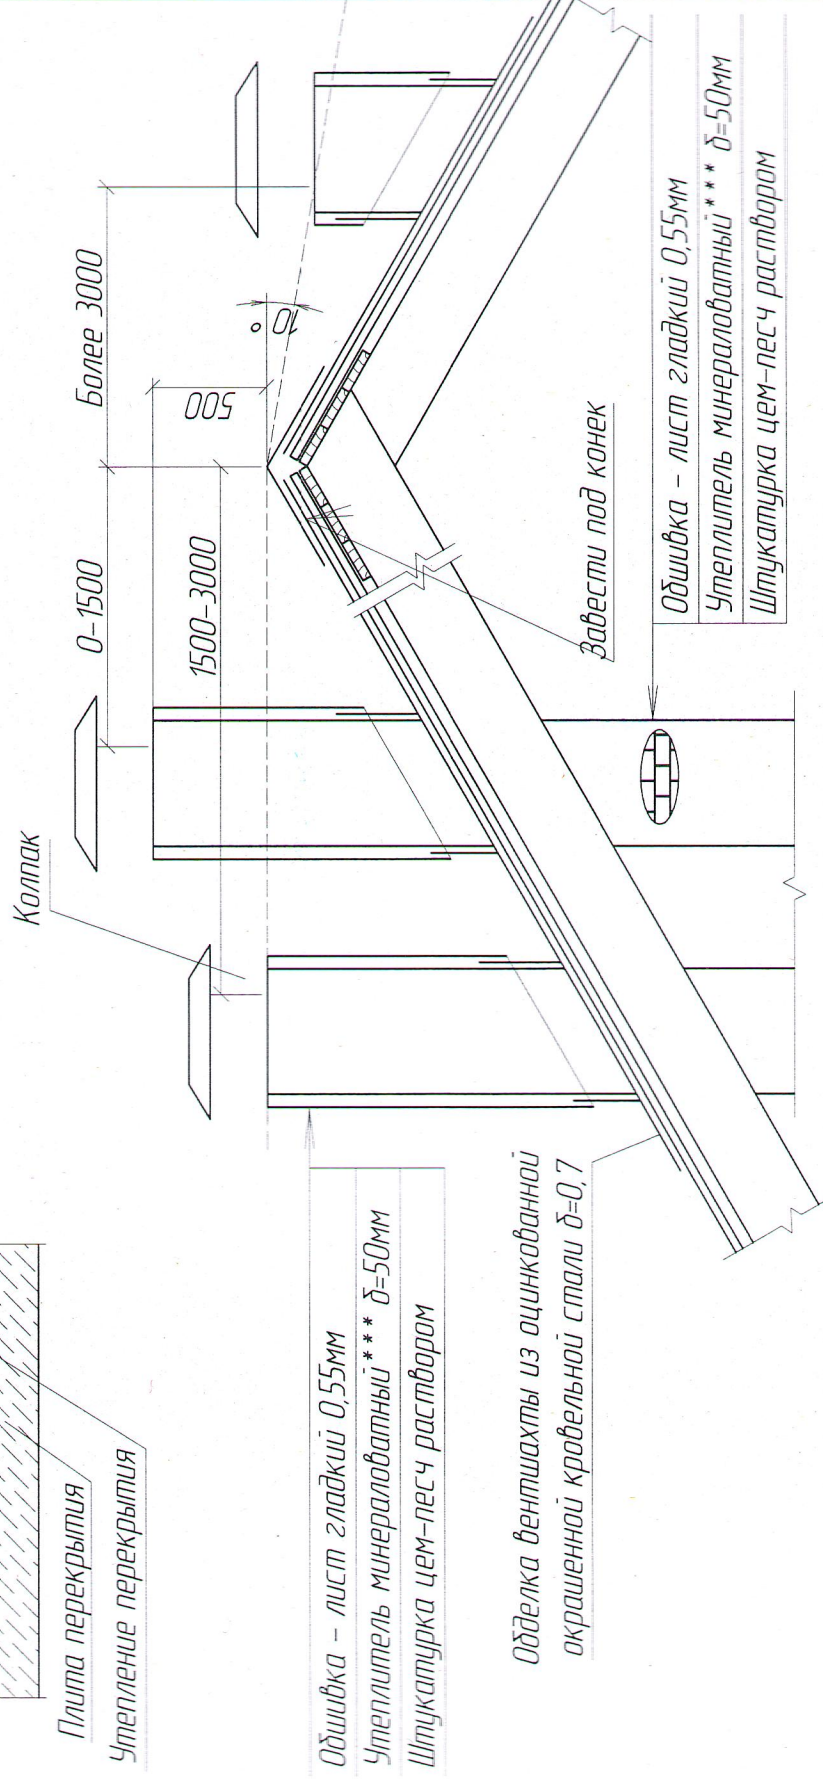 Плита перекрытия
Утепление перекрытия
Колпак
0-1500
Более 3000
1500-3000
500
10°
Обшивка – лист гладкий 0,55мм
Утеплитель минераловатный*** δ=50мм
Штукатурка цем-песч раствором
Обделка вентшахты из оцинкованной
окрашенной кровельной стали δ=0,7
Завести под конек
Обшивка – лист гладкий 0,55мм
Утеплитель минераловатный*** δ=50мм
Штукатурка цем-песч раствором